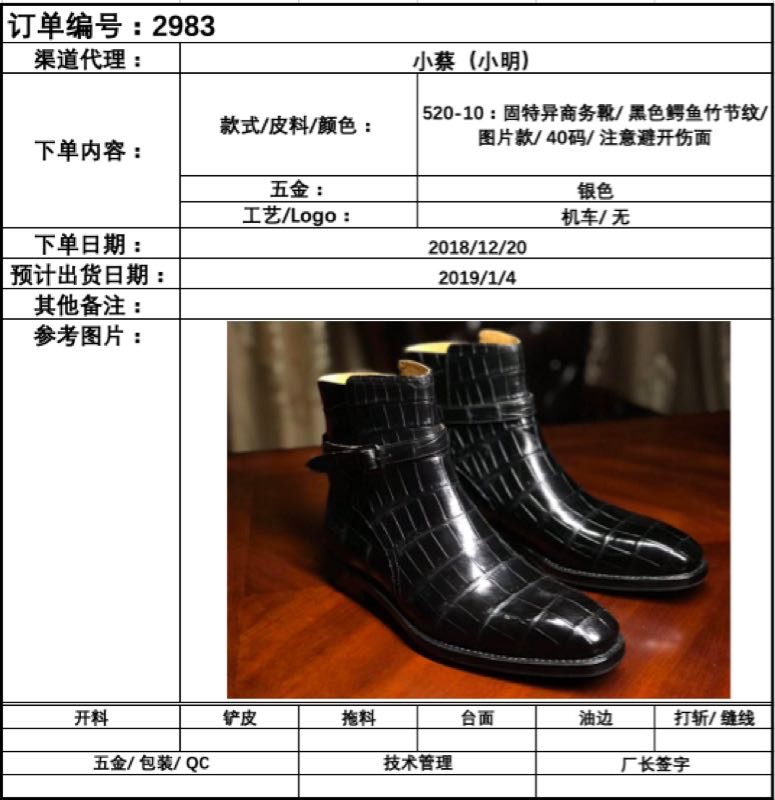 订单编号：2983
渠道代理：
小蔡（小明）
下单内容：
款式/皮料/颜色：
520-10：固特异商务靴/ 黑色鳄鱼竹节纹/
图片款/ 40码/ 注意避开伤面
五金：
银色
工艺/Logo：
机车/ 无
下单日期：
2018/12/20
预计出货日期：
2019/1/4
其他备注：
参考图片：
开料
铲皮
拖料
台面
油边
打斩/ 缝线
五金/ 包装/ QC
技术管理
厂长签字